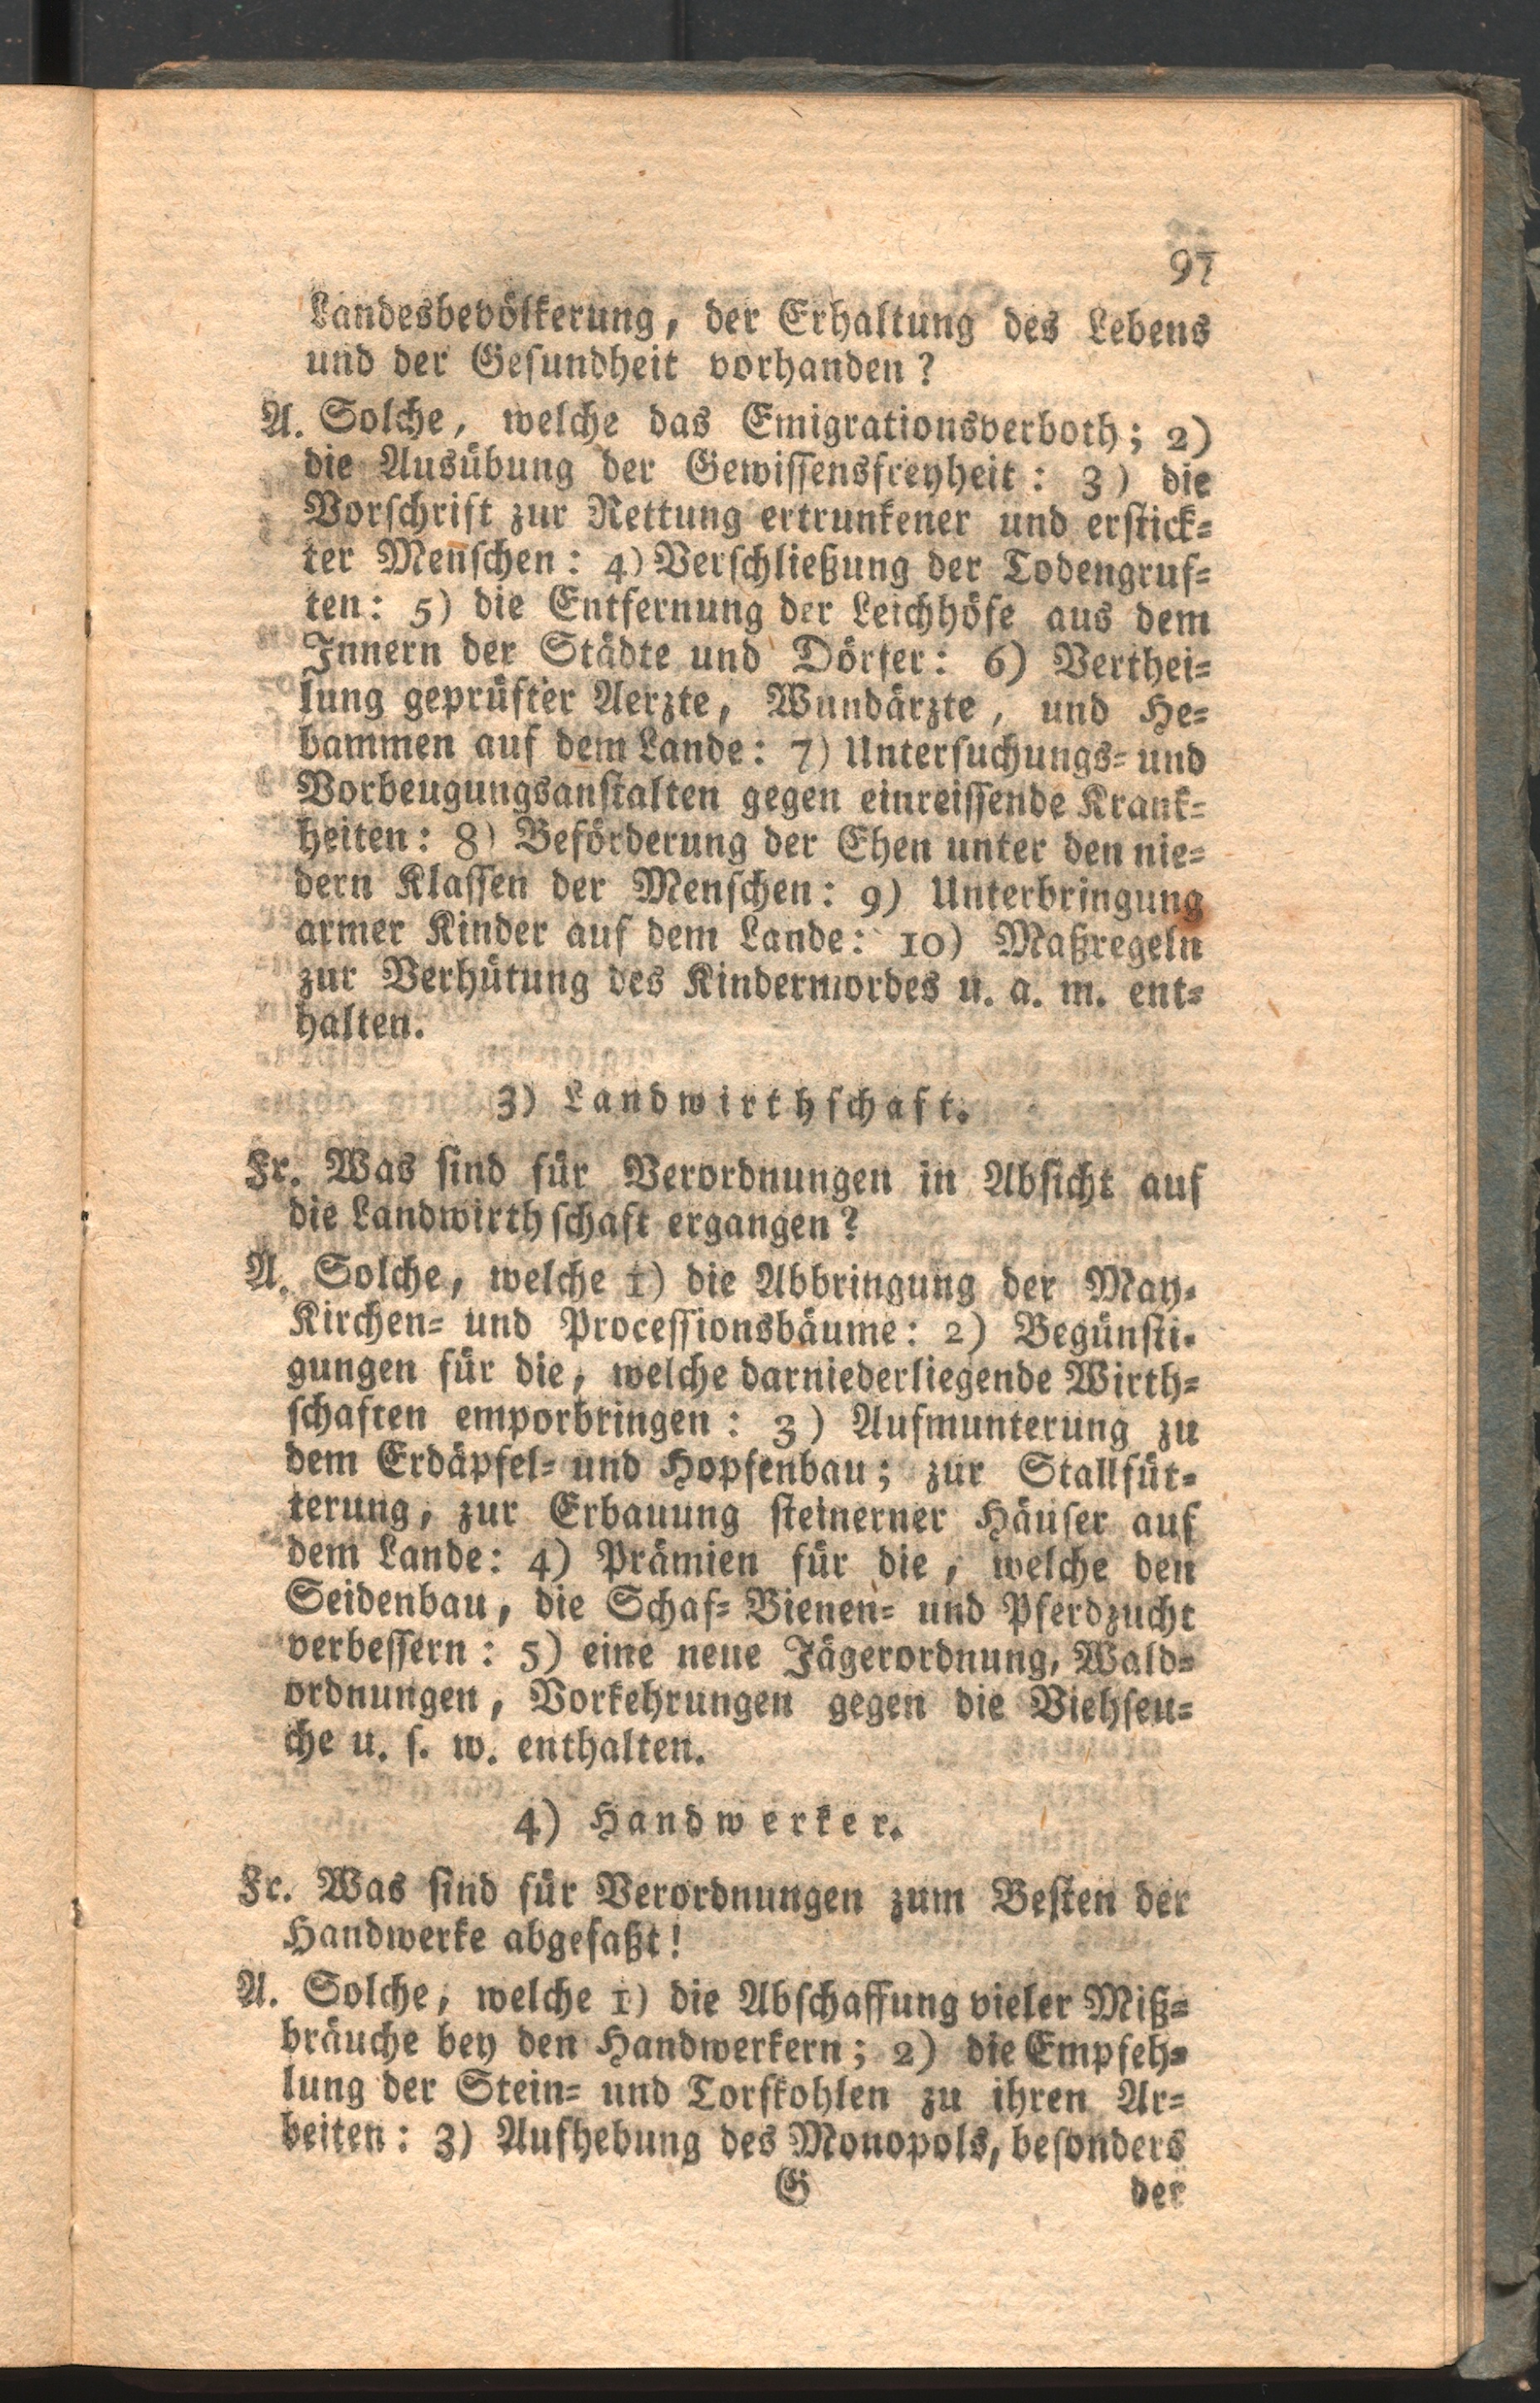 97
Landesbevölkerung, der Erhaltung des Lebens
und der Gesundheit vorhanden?
A. Solche, welche das Emigrationsverboth; 2)
die Ausübung der Gewissensfreyheit: 3) die
Vorschrift zur Rettung ertrunkener und erstick=
ter Menschen: 4) Verschließung der Todengruf=
ten: 5) die Entfernung der Leichhöfe aus dem
Innern der Städte und Dörfer: 6) Verthei=
lung geprüfter Aerzte, Wundärzte, und He=
bammen auf dem Lande: 7) Untersuchungs= und
Vorbeugungsanstalten gegen einreissende Krank=
heiten: 8) Beförderung der Ehen unter den nie=
dern Klassen der Menschen: 9) Unterbringung
armer Kinder auf dem Lande: 10) Maßregeln
zur Verhütung des Kindermordes u. a. m. ent=
halten.
3) Landwirthschaft.
Fr. Was sind für Verordnungen in Absicht auf
die Landwirthschaft ergangen?
A. Solche, welche 1) die Abbringung der May=
Kirchen= und Processionsbäume: 2) Begünsti=
gungen für die, welche darniederliegende Wirth=
schaften emporbringen: 3) Aufmunterung zu
dem Erdäpfel= und Hopfenbau; zur Stallfüt=
terung, zur Erbauung steinerner Häuser auf
dem Lande: 4) Prämien für die, welche den
Seidenbau, die Schaf= Bienen= und Pferdzucht
verbessern: 5) eine neue Jägerordnung, Wald=
ordnungen, Vorkehrungen gegen die Viehseu=
che u. s. w. enthalten.
4) Handwerker.
Fr. Was sind für Verordnungen zum Besten der
Handwerke abgefaßt!
A. Solche, welche 1) die Abschaffung vieler Miß=
bräuche bey den Handwerkern; 2) die Empfeh=
lung der Stein= und Torfkohlen zu ihren Ar=
beiten: 3) Aufhebung des Monopols, besonders
G der